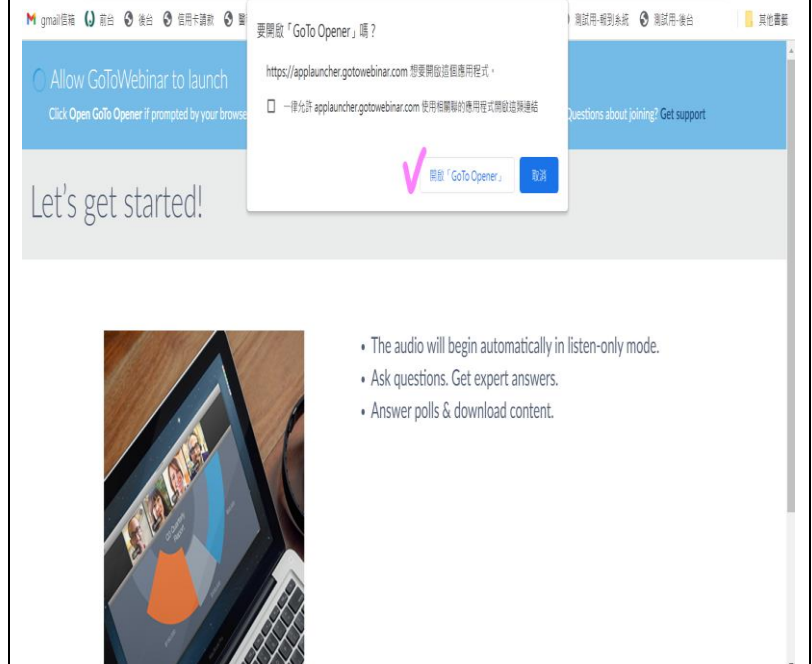 gmail信箱 前台 後台 信用卡請款
測試用-報到系統 測試用-後台 其他書籤
要開啟「GoTo Opener」嗎？
https://applauncher.gotowebinar.com 想要開啟這個應用程式。
一律允許 applauncher.gotowebinar.com 使用相關聯的應用程式開啟這類連結
開啟「GoTo Opener」 取消
Allow GoToWebinar to launch
Click Open GoTo Opener if prompted by your browse
Questions about joining? Get support
Let's get started!
• The audio will begin automatically in listen-only mode.
• Ask questions. Get expert answers.
• Answer polls & download content.